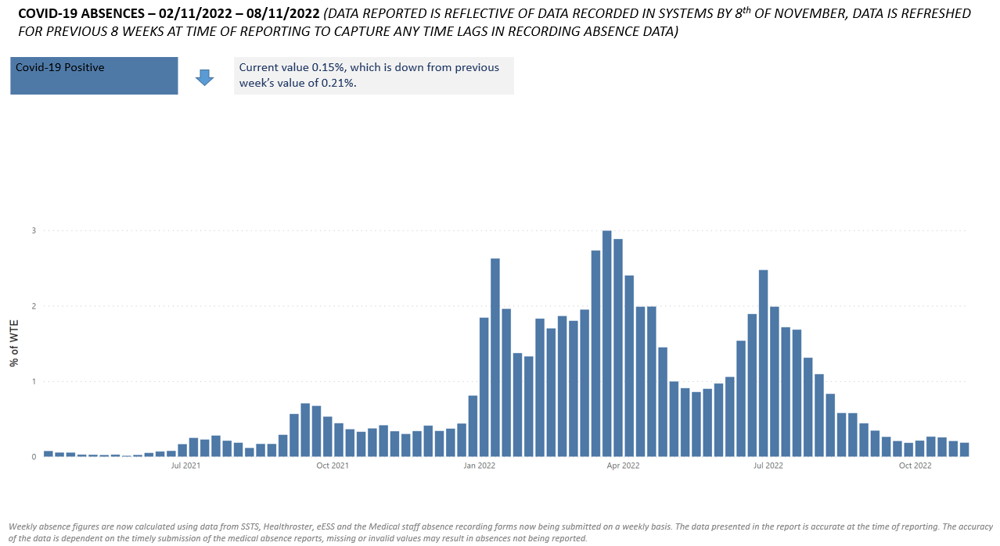 COVID-19 ABSENCES – 02/11/2022 – 08/11/2022 (DATA REPORTED IS REFLECTIVE OF DATA RECORDED IN SYSTEMS BY 8th OF NOVEMBER, DATA IS REFRESHED
FOR PREVIOUS 8 WEEKS AT TIME OF REPORTING TO CAPTURE ANY TIME LAGS IN RECORDING ABSENCE DATA)
Covid-19 Positive
Current value 0.15%, which is down from previous
week’s value of 0.21%.
3
2
1
0
% of WTE
Jul 2021
Oct 2021
Jan 2022
Apr 2022
Jul 2022
Oct 2022
Weekly absence figures are now calculated using data from SSTS, Healthroster, eESS and the Medical staff absence recording forms now being submitted on a weekly basis. The data presented in the report is accurate at the time of reporting. The accuracy
of the data is dependent on the timely submission of the medical absence reports, missing or invalid values may result in absences not being reported.